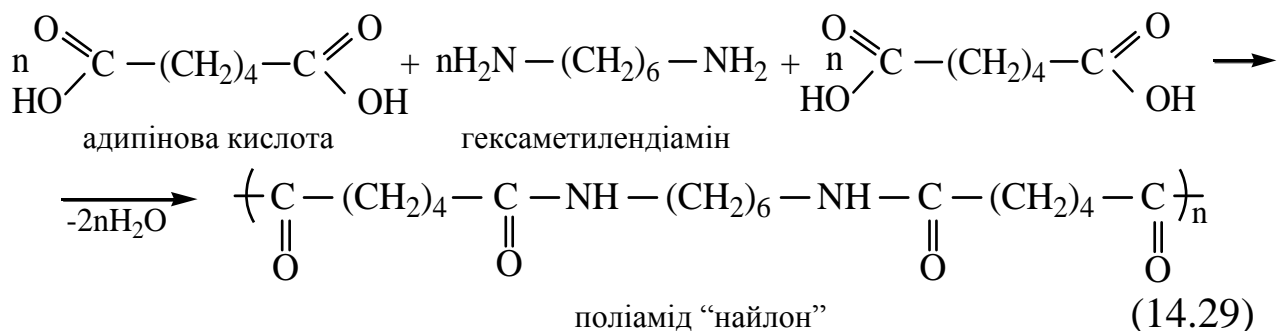 O O O O
n C — (CH₂)₄ — C + nH₂N — (CH₂)₆ — NH₂ + n C — (CH₂)₄ — C ⟶
HO OH HO OH
адипінова кислота гексаметилендіамін
⟶ ( C — (CH₂)₄ — C — NH — (CH₂)₆ — NH — C — (CH₂)₄ — C )n
-2nH₂O
O O O O
поліамід “найлон” (14.29)